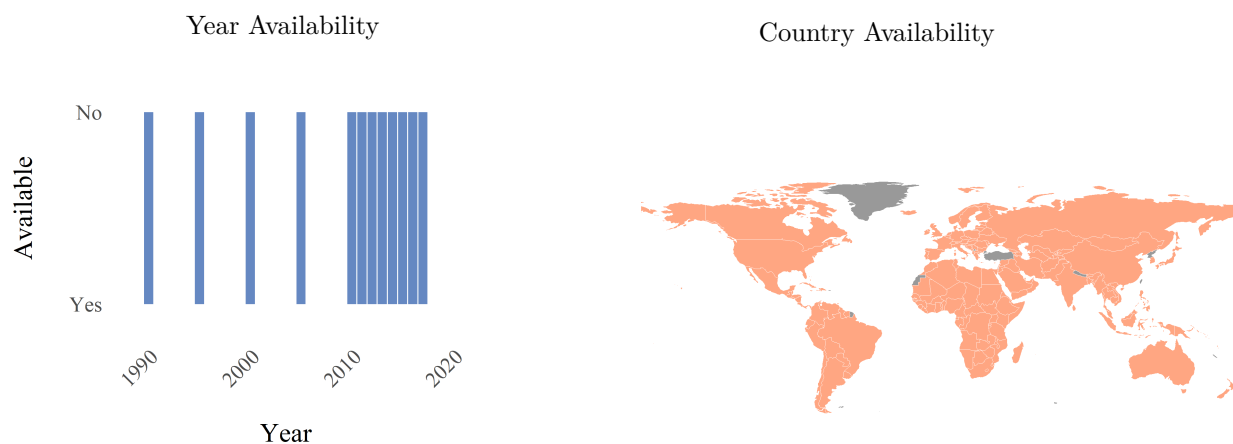 Year Availability
No
Available
Yes
1990
2000
2010
2020
Year
Country Availability